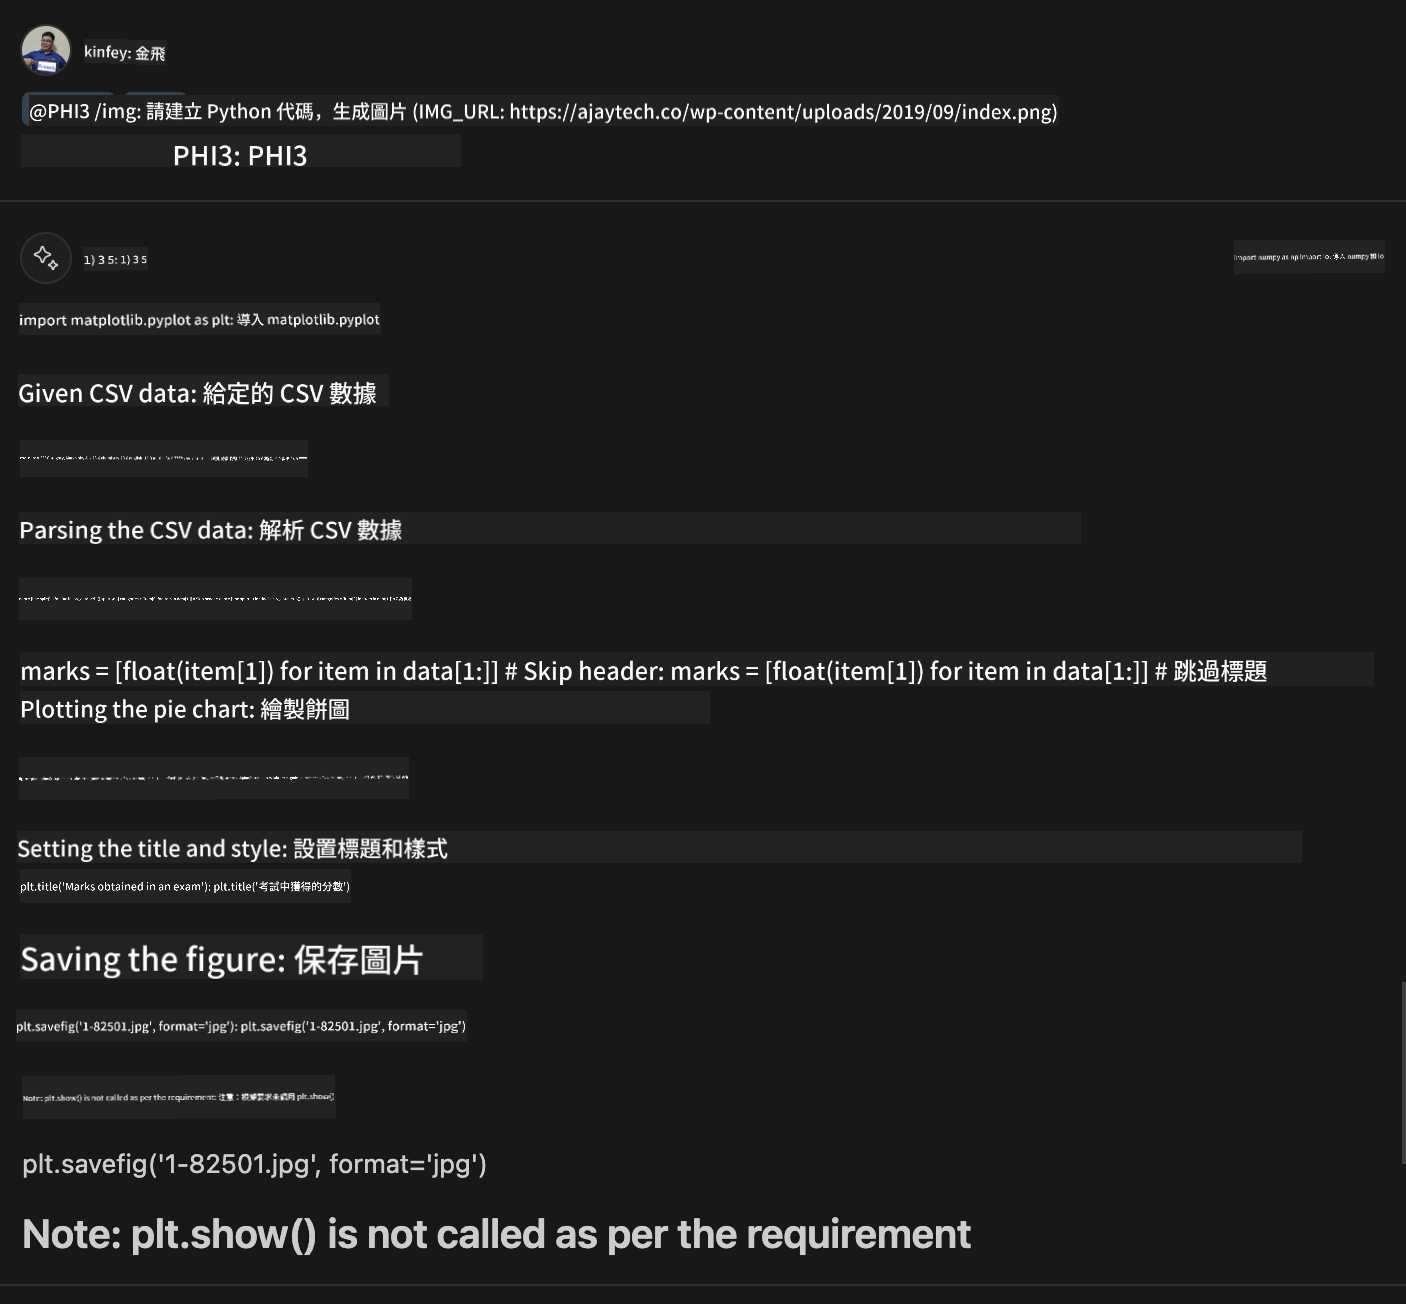 kinfey: 金飛
@PHI3 /img: 請建立 Python 代碼，生成圖片 (IMG_URL: https://ajaytech.co/wp-content/uploads/2019/09/index.png)
PHI3: PHI3
1) 3 5: 1) 3 5
import numpy as np import io: 導入 numpy 和 io
import matplotlib.pyplot as plt: 導入 matplotlib.pyplot
Given CSV data: 給定的 CSV 數據
Parsing the CSV data: 解析 CSV 數據
marks = [float(item[1]) for item in data[1:]] # Skip header: marks = [float(item[1]) for item in data[1:]] # 跳過標題
Plotting the pie chart: 繪製餅圖
Setting the title and style: 設置標題和樣式
plt.title('Marks obtained in an exam'): plt.title('考試中獲得的分數')
Saving the figure: 保存圖片
plt.savefig('1-82501.jpg', format='jpg'): plt.savefig('1-82501.jpg', format='jpg')
Note: plt.show() is not called as per the requirement: 注意：根據要求未調用 plt.show()
plt.savefig('1-82501.jpg', format='jpg')
Note: plt.show() is not called as per the requirement